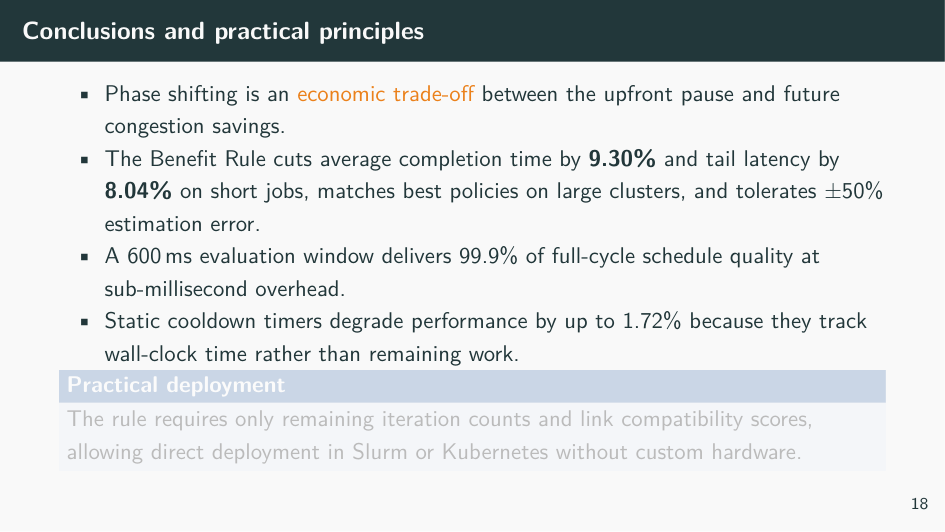 Conclusions and practical principles
▪ Phase shifting is an economic trade-off between the upfront pause and future
congestion savings.
▪ The Benefit Rule cuts average completion time by 9.30% and tail latency by
8.04% on short jobs, matches best policies on large clusters, and tolerates ±50%
estimation error.
▪ A 600 ms evaluation window delivers 99.9% of full-cycle schedule quality at
sub-millisecond overhead.
▪ Static cooldown timers degrade performance by up to 1.72% because they track
wall-clock time rather than remaining work.
Practical deployment
The rule requires only remaining iteration counts and link compatibility scores,
allowing direct deployment in Slurm or Kubernetes without custom hardware.
18